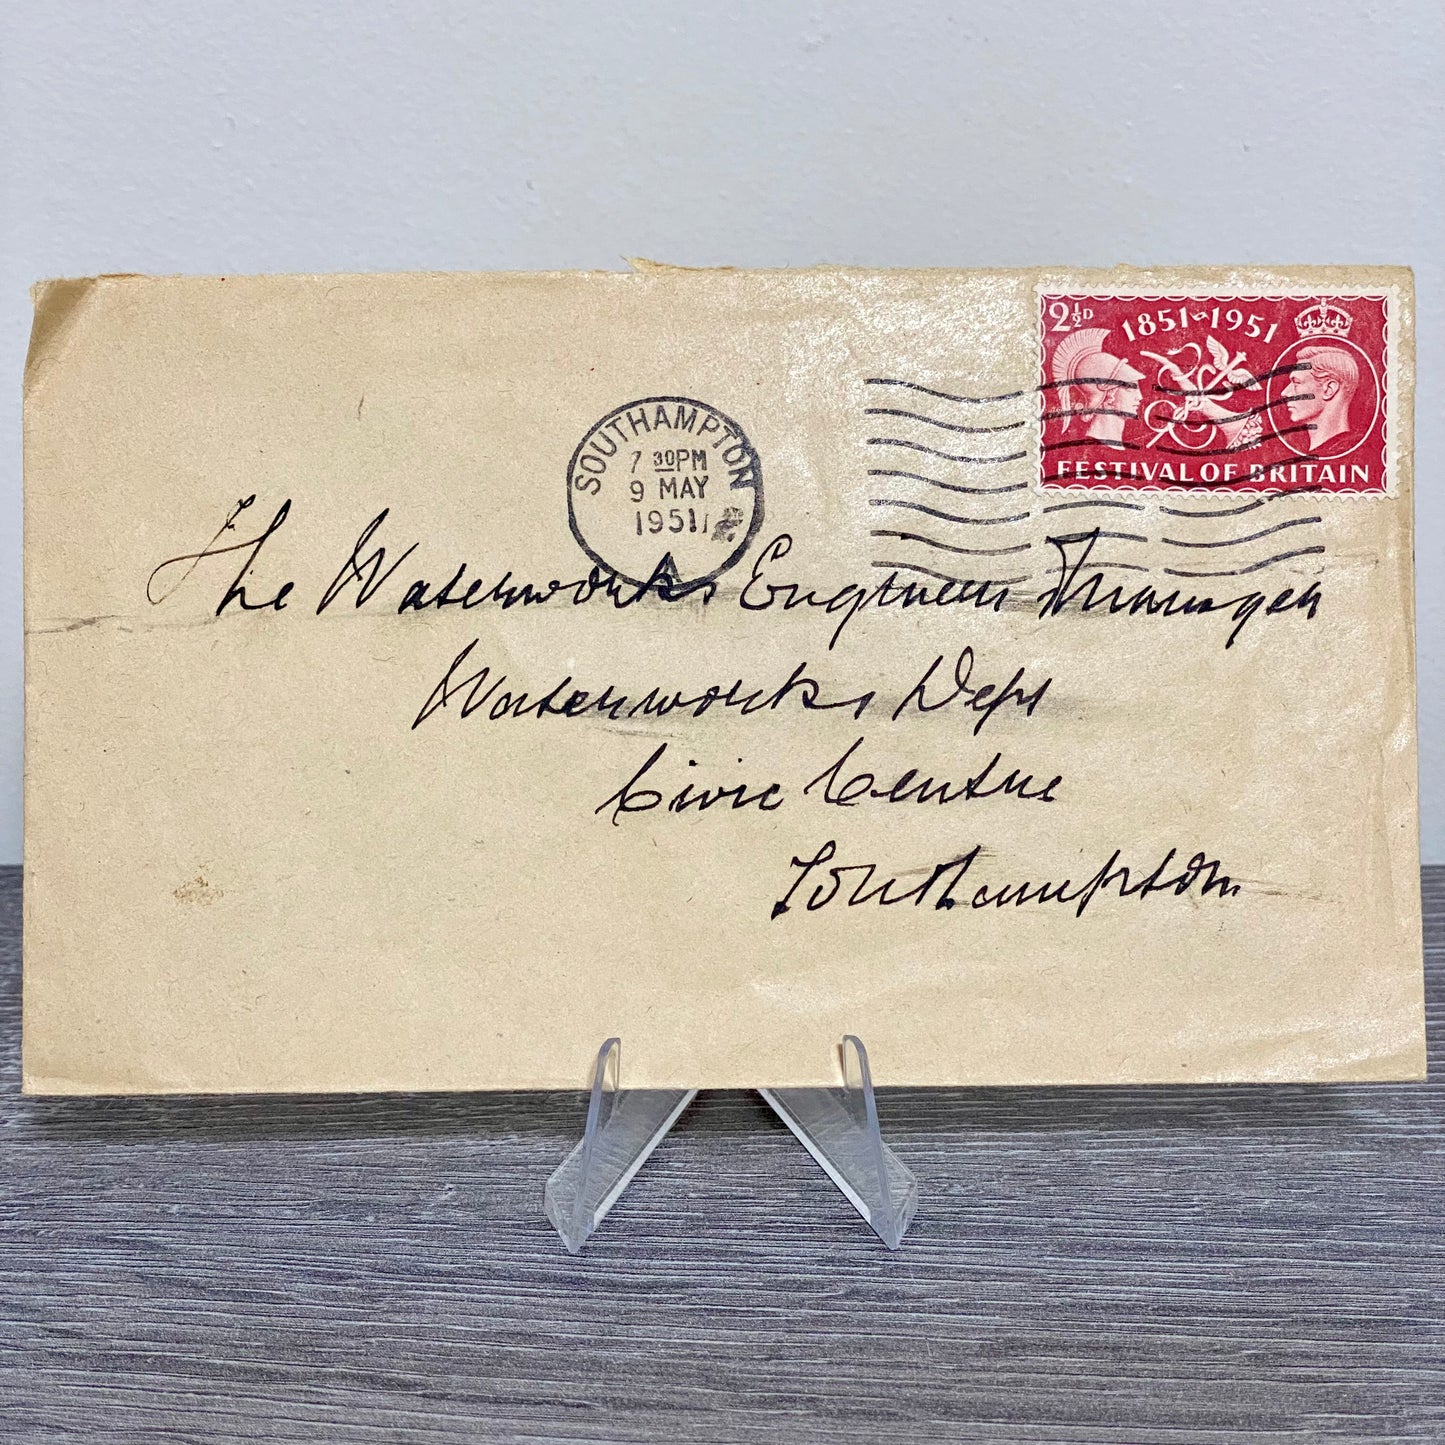 2½D
1851-1951
FESTIVAL OF BRITAIN
SOUTHAMPTON
7 30PM
9 MAY
1951
A
The Waterworks Engineer Manager
Waterworks Dept
Civic Centre
Southampton.